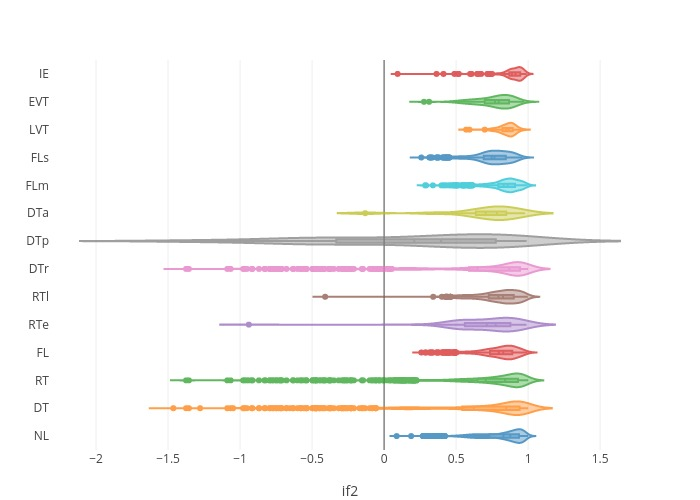 IE
EVT
LVT
FLs
FLm
DTa
DTp
DTr
RTl
RTe
FL
RT
DT
NL
−2 −1.5 −1 −0.5 0 0.5 1 1.5
if2